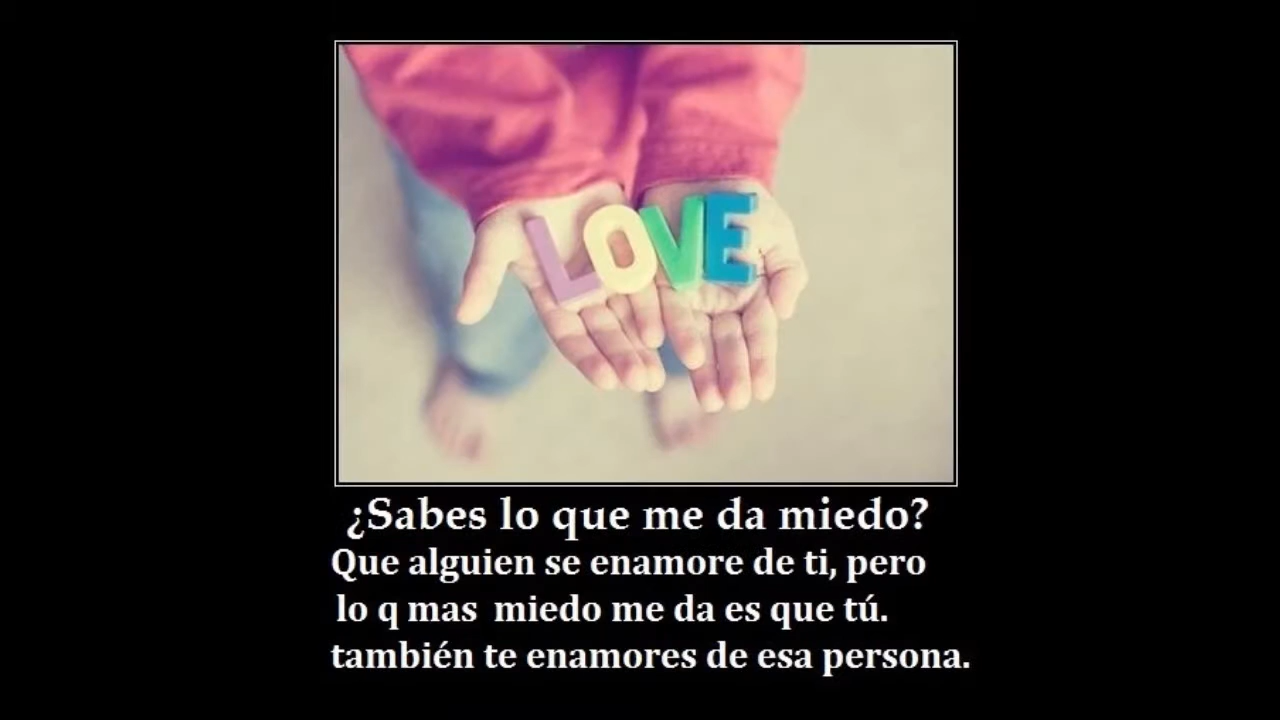 LOVE
¿Sabes lo que me da miedo?
Que alguien se enamore de ti, pero
lo q mas miedo me da es que tú.
también te enamores de esa persona.